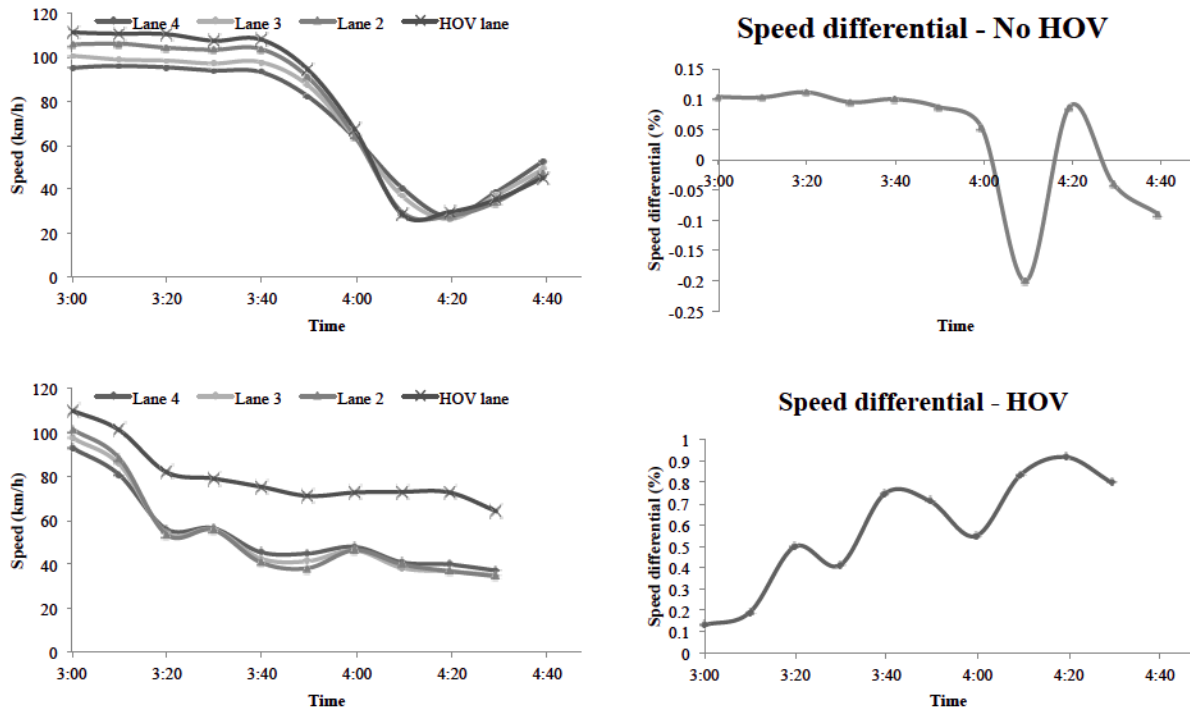 Lane 4 Lane 3 Lane 2 HOV lane
Speed (km/h)
120
100
80
60
40
20
0
3:00 3:20 3:40 4:00 4:20 4:40
Time
Speed differential - No HOV
Speed differential (%)
0.15
0.1
0.05
0
-0.05
-0.1
-0.15
-0.2
-0.25
3:00 3:20 3:40 4:00 4:20 4:40
Time
Lane 4 Lane 3 Lane 2 HOV lane
Speed (km/h)
120
100
80
60
40
20
0
3:00 3:20 3:40 4:00 4:20 4:40
Time
Speed differential - HOV
Speed differential (%)
1
0.9
0.8
0.7
0.6
0.5
0.4
0.3
0.2
0.1
0
3:00 3:20 3:40 4:00 4:20 4:40
Time